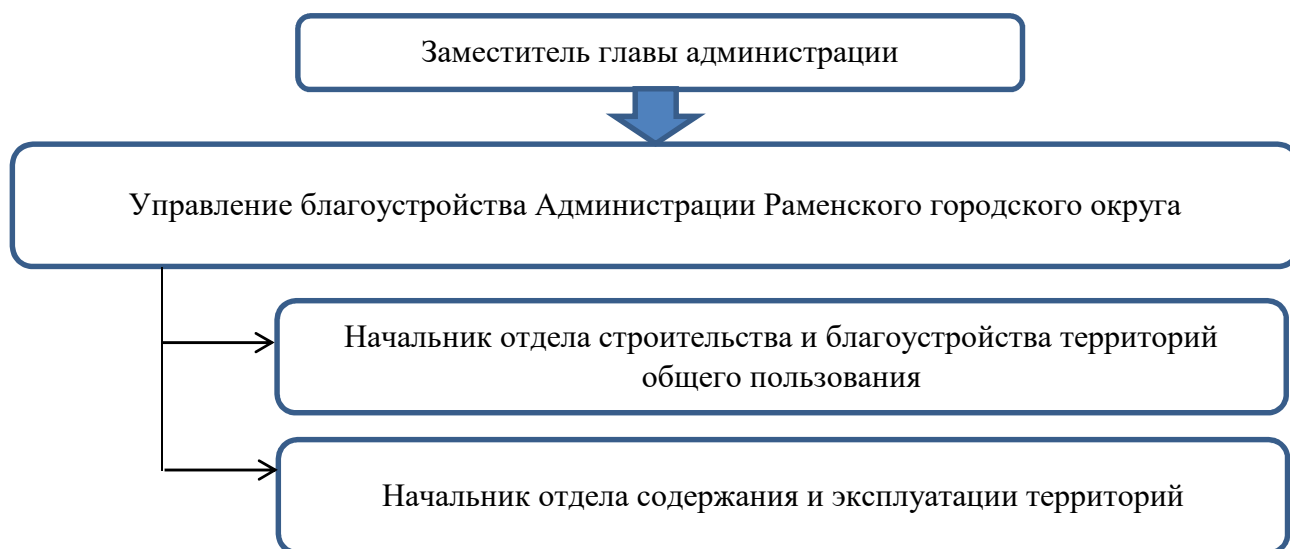 Заместитель главы администрации
Управление благоустройства Администрации Раменского городского округа
Начальник отдела строительства и благоустройства территорий
общего пользования
Начальник отдела содержания и эксплуатации территорий